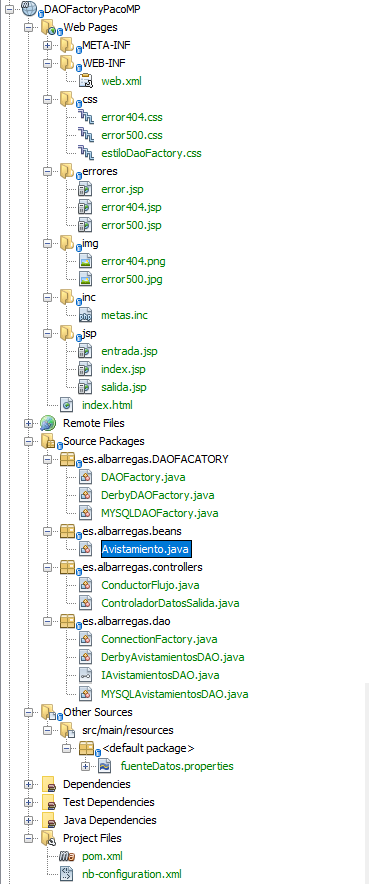 DAOFactoryPacoMP
Web Pages
META-INF
WEB-INF
web.xml
css
error404.css
error500.css
estiloDaoFactory.css
errores
error.jsp
error404.jsp
error500.jsp
img
error404.png
error500.jpg
inc
metas.inc
jsp
entrada.jsp
index.jsp
salida.jsp
index.html
Remote Files
Source Packages
es.albarregas.DAOFACATORY
DAOFactory.java
DerbyDAOFactory.java
MYSQLDAOFactory.java
es.albarregas.beans
Avistamiento.java
es.albarregas.controllers
ConductorFlujo.java
ControladorDatosSalida.java
es.albarregas.dao
ConnectionFactory.java
DerbyAvistamientosDAO.java
IAvistamientosDAO.java
MYSQLAvistamientosDAO.java
Other Sources
src/main/resources
<default package>
fuenteDatos.properties
Dependencies
Test Dependencies
Java Dependencies
Project Files
pom.xml
nb-configuration.xml